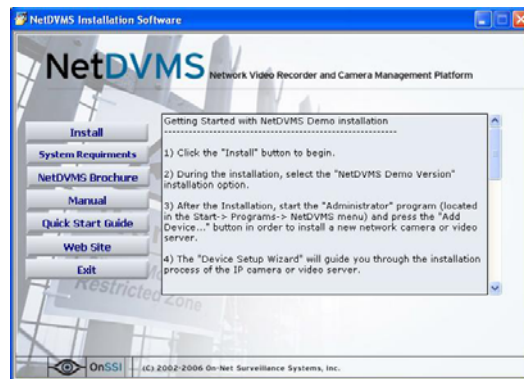 NetDVMS Installation Software
NetDVMS Network Video Recorder and Camera Management Platform
Install
System Requirments
NetDVMS Brochure
Manual
Quick Start Guide
Web Site
Exit
Getting Started with NetDVMS Demo installation
--------------------------------------------------------
1) Click the "Install" button to begin.
2) During the installation, select the "NetDVMS Demo Version"
installation option.
3) After the Installation, start the "Administrator" program (located
in the Start-> Programs-> NetDVMS menu) and press the "Add
Device..." button in order to install a new network camera or video
server.
4) The "Device Setup Wizard" will guide you through the installation
process of the IP camera or video server.
Restricted Zone
OnSSI (C) 2002-2006 On-Net Surveillance Systems, Inc.